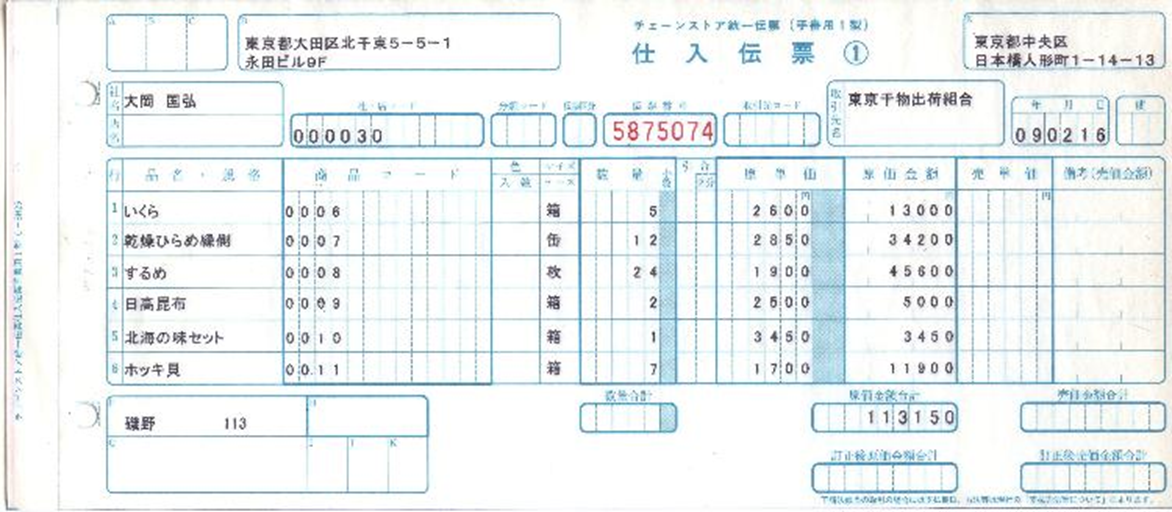 A B C
東京都大田区北千束5-5-1
永田ビル9F
チェーンストア統一伝票(手書用1型)
仕入伝票①
東京都中央区
日本橋人形町1-14-13
社名 大岡 国弘
店名
社・店コード 000030
分類コード
伝票区分
伝票番号 5875074
取引先コード
取引先名 東京干物出荷組合
年月日 090216
便
行 品名・規格 商品コード 色 サイズ 入数 ケース 数量 引合 区分 原単価 原価金額 売単価 備考(売価金額)
円 円
1 いくら 0006 箱 5 2600 13000
2 乾燥ひらめ縁側 0007 缶 12 2850 34200
3 するめ 0008 枚 24 1900 45600
4 日高昆布 0009 箱 2 2500 5000
5 北海の味セット 0010 箱 1 3450 3450
6 ホッキ貝 0011 箱 7 1700 11900
数量合計
原価金額合計 113150
売価金額合計
磯野 113
訂正後原価金額合計
訂正後売価金額合計